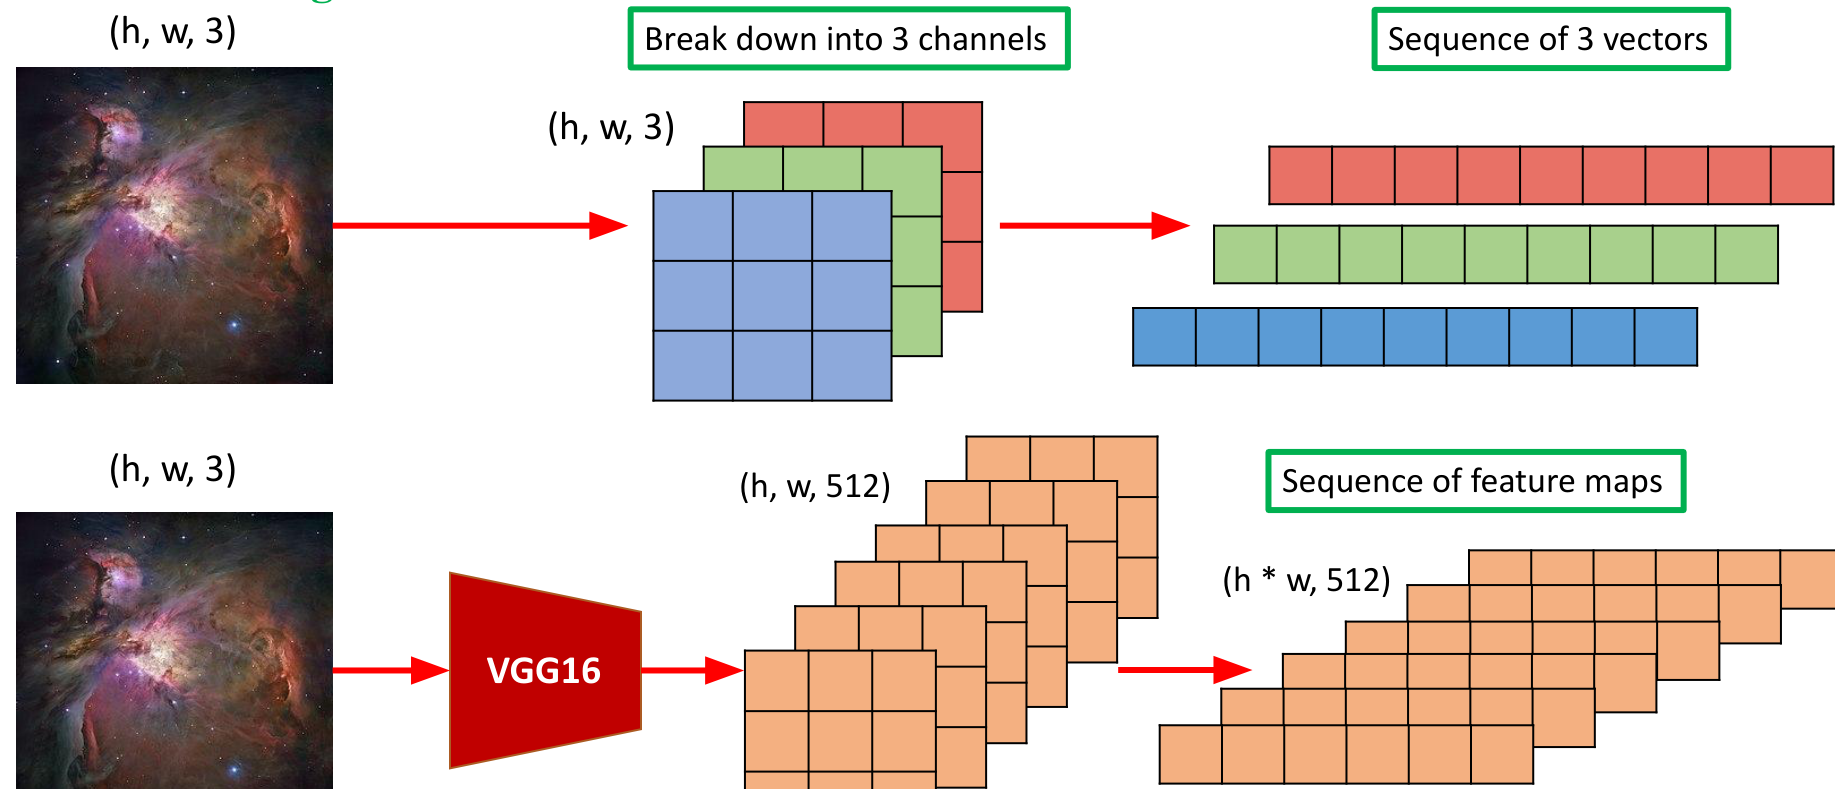 (h, w, 3)
Break down into 3 channels
Sequence of 3 vectors
(h, w, 3)
(h, w, 3)
(h, w, 512)
Sequence of feature maps
(h * w, 512)
VGG16